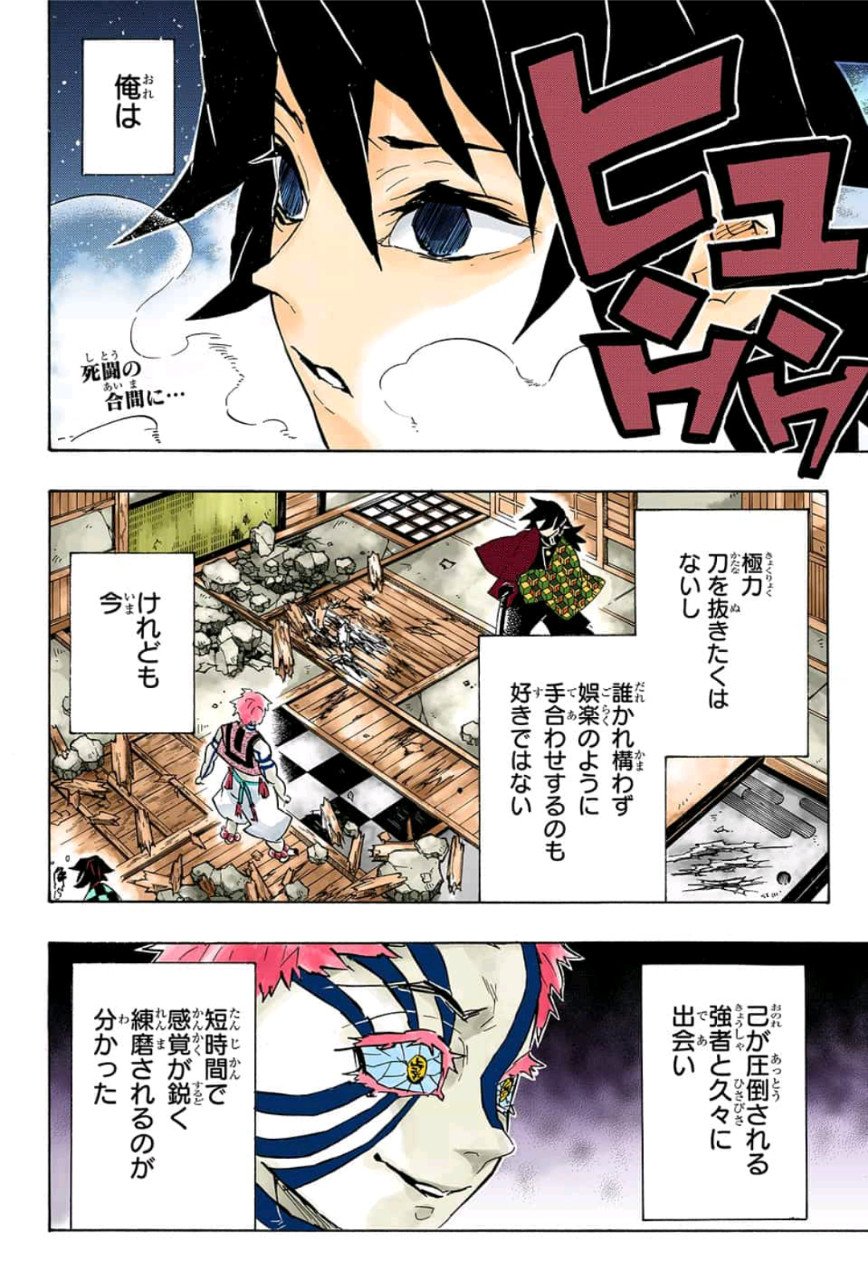 ヒュウウ
俺は
死闘の
合間に…
極力
刀を抜きたくは
ないし
誰かれ構わず
娯楽のように
手合わせするのも
好きではない
けれども
今
己が圧倒される
強者と久々に
出会い
短時間で
感覚が鋭く
練磨されるのが
分かった